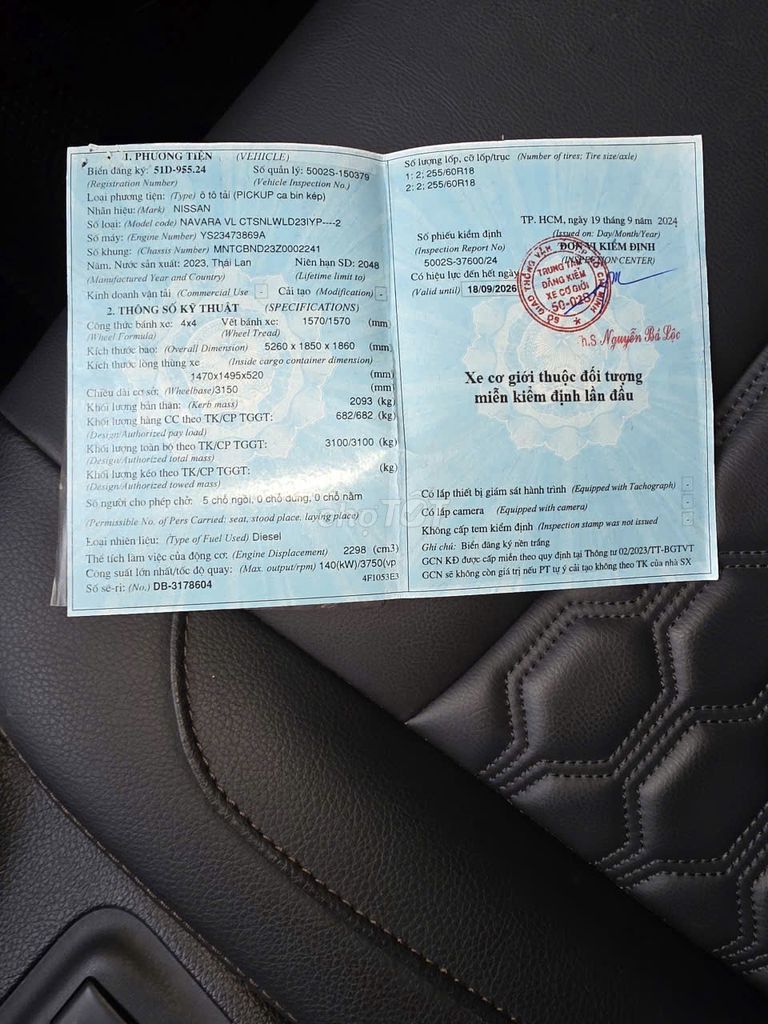 1. PHƯƠNG TIỆN (VEHICLE)
Biển đăng ký: 51D-955.24 Số quản lý: 5002S-150379
(Registration Number) (Vehicle Inspection No.)
Loại phương tiện: (Type) ô tô tải (PICKUP ca bin kép)
Nhãn hiệu: (Mark) NISSAN
Số loại: (Model code) NAVARA VL CTSNLWLD23IYP----2
Số máy: (Engine Number) YS23473869A
Số khung: (Chassis Number) MNTCBND23Z0002241
Năm, Nước sản xuất: 2023, Thái Lan Niên hạn SD: 2048
(Manufactured Year and Country) (Lifetime limit to)
Kinh doanh vận tải (Commercial Use - Cải tạo (Modification) -
2. THÔNG SỐ KỸ THUẬT (SPECIFICATIONS)
Công thức bánh xe: 4x4 Vết bánh xe: 1570/1570 (mm)
(Wheel Formula) (Wheel Tread)
Kích thước bao: (Overall Dimension) 5260 x 1850 x 1860 (mm)
Kích thước lòng thùng xe (Inside cargo container dimension)
1470x1495x520 (mm)
Chiều dài cơ sở: (Wheelbase) 3150 (mm)
Khối lượng bản thân: (Kerb mass) 2093 (kg)
Khối lượng hàng CC theo TK/CP TGGT: 682/682 (kg)
(Design/Authorized pay load)
Khối lượng toàn bộ theo TK/CP TGGT: 3100/3100 (kg)
(Design/Authorized total mass)
Khối lượng kéo theo TK/CP TGGT: (kg)
(Design/Authorized towed mass)
Số người cho phép chở: 5 chỗ ngồi, 0 chỗ đứng, 0 chỗ nằm
(Permissible No. of Pers Carried: seat, stood place, laying place)
Loại nhiên liệu: (Type of Fuel Used) Diesel
Thể tích làm việc của động cơ: (Engine Displacement) 2298 (cm3)
Công suất lớn nhất/tốc độ quay: (Max. output/rpm) 140(kW)/3750(vp
4F1053E3
Số sê-ri: (No.) DB-3178604
Số lượng lốp, cỡ lốp/trục (Number of tires; Tire size/axle)
1: 2; 255/60R18
2: 2; 255/60R18
TP. HCM, ngày 19 tháng 9 năm 2024
Số phiếu kiểm định (Issued on: Day/Month/Year)
(Inspection Report No) ĐƠN VỊ KIỂM ĐỊNH
5002S-37600/24 (INSPECTION CENTER)
Có hiệu lực đến hết ngày
(Valid until) 18/09/2026
TRUNG TÂM
ĐĂNG KIỂM
XE CƠ GIỚI
50-02S
K.S Nguyễn Bá Lộc
Xe cơ giới thuộc đối tượng
miễn kiểm định lần đầu
chợTỐT
Có lắp thiết bị giám sát hành trình (Equipped with Tachograph) -
Có lắp camera (Equipped with camera) -
Không cấp tem kiểm định (Inspection stamp was not issued -
Ghi chú: Biển đăng ký nền trắng
GCN KĐ được cấp miễn theo quy định tại Thông tư 02/2023/TT-BGTVT
GCN sẽ không còn giá trị nếu PT tự ý cải tạo không theo TK của nhà SX